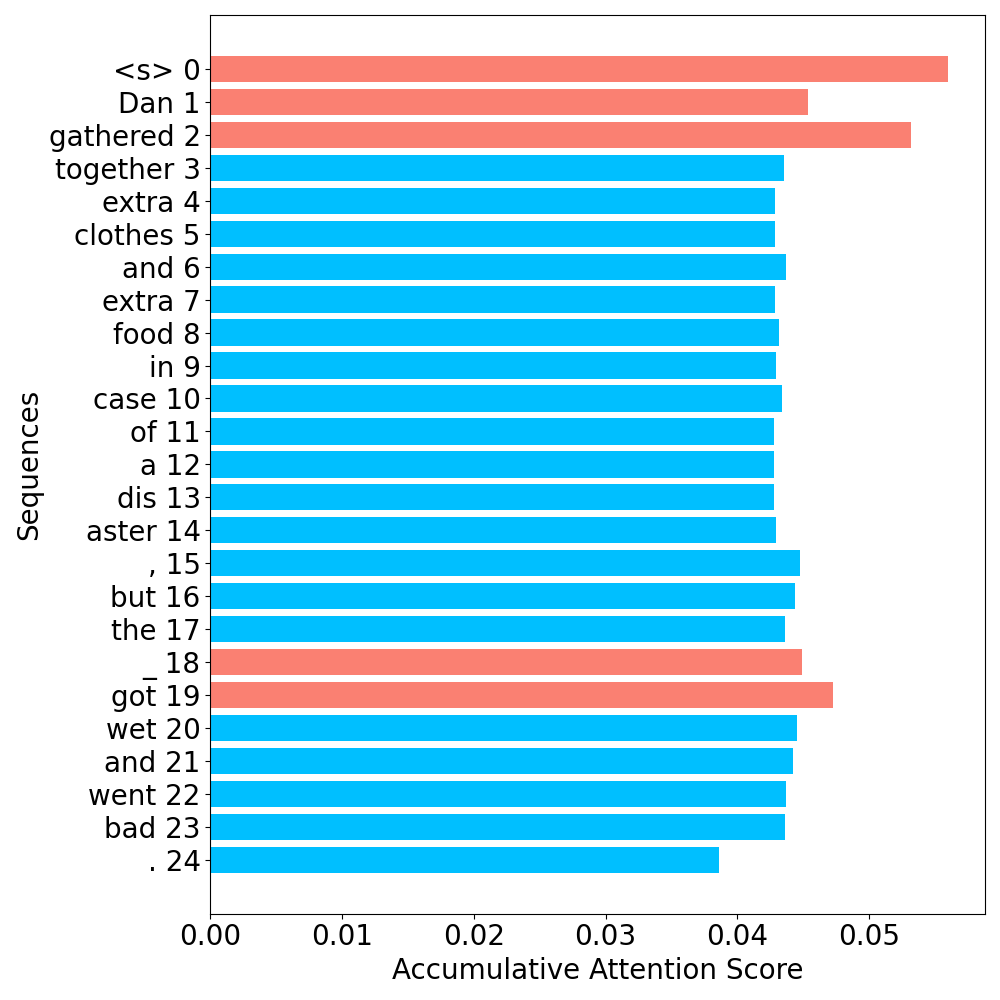 <s> 0
Dan 1
gathered 2
together 3
extra 4
clothes 5
and 6
extra 7
food 8
in 9
case 10
of 11
a 12
dis 13
aster 14
, 15
but 16
the 17
_ 18
got 19
wet 20
and 21
went 22
bad 23
. 24
Sequences
0.00 0.01 0.02 0.03 0.04 0.05
Accumulative Attention Score